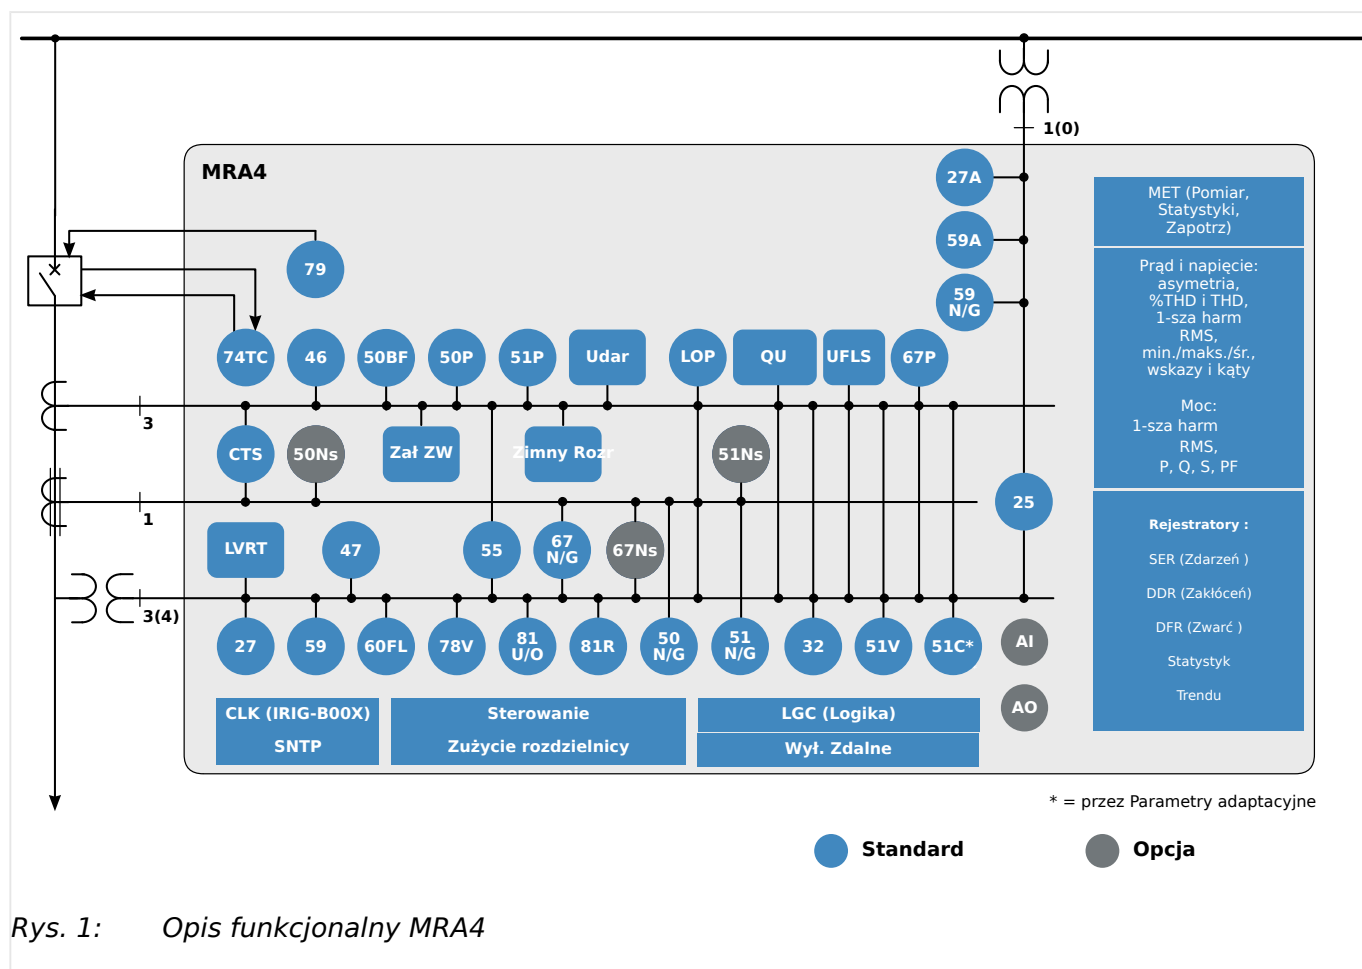 1(0)
MRA4
27A
59A
59
N/G
79
74TC
46
50BF
50P
51P
Udar
LOP
QU
UFLS
67P
3
CTS
50Ns
Zał ZW
Zimny Rozr
51Ns
1
25
LVRT
47
55
67
N/G
67Ns
3(4)
27
59
60FL
78V
81
U/O
81R
50
N/G
51
N/G
32
51V
51C*
AI
AO
CLK (IRIG-B00X)
SNTP
Sterowanie
Zużycie rozdzielnicy
LGC (Logika)
Wył. Zdalne
MET (Pomiar,
Statystyki,
Zapotrz)
Prąd i napięcie:
asymetria,
%THD i THD,
1-sza harm
RMS,
min./maks./śr.,
wskazy i kąty
Moc:
1-sza harm
RMS,
P, Q, S, PF
Rejestratory :
SER (Zdarzeń )
DDR (Zakłóceń)
DFR (Zwarć )
Statystyk
Trendu
* = przez Parametry adaptacyjne
Standard
Opcja
Rys. 1: Opis funkcjonalny MRA4